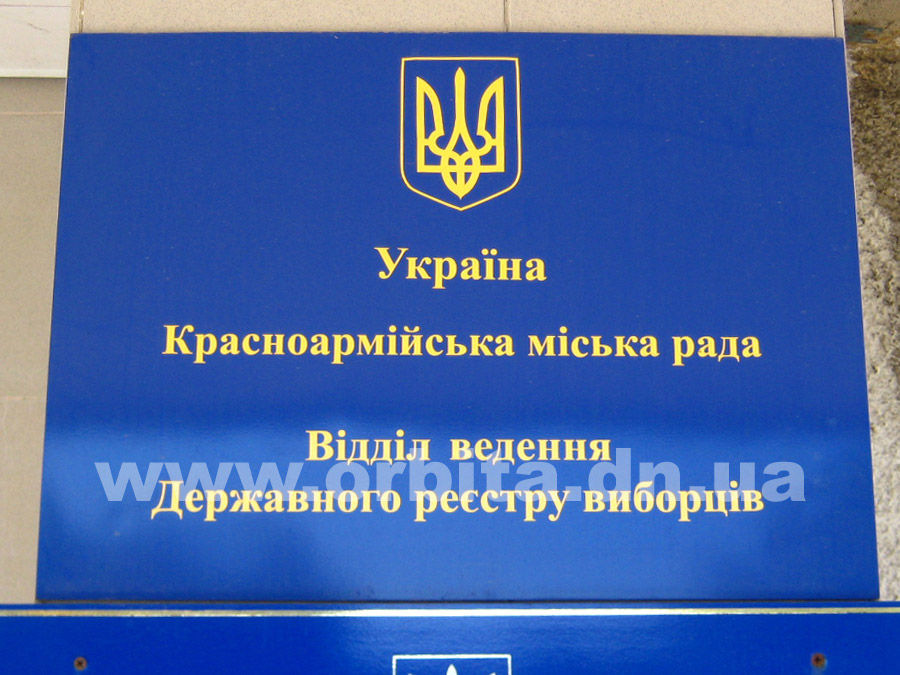 Україна
Красноармійська міська рада
Відділ ведення
www.orbita.dn.ua
Державного реєстру виборців